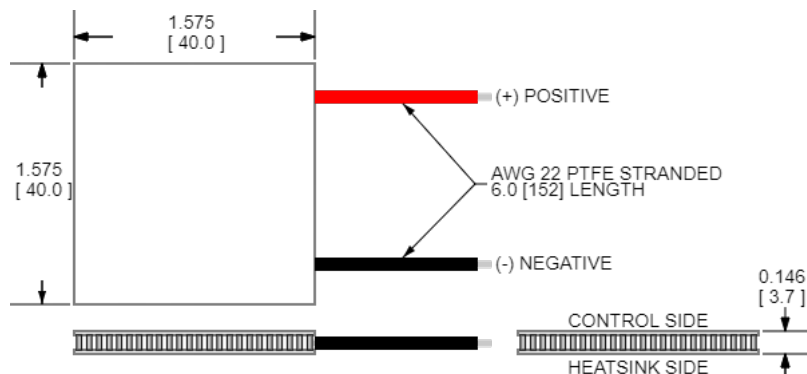 1.575
[ 40.0 ]
(+) POSITIVE
1.575
[ 40.0 ]
AWG 22 PTFE STRANDED
6.0 [152] LENGTH
(-) NEGATIVE
0.146
[ 3.7 ]
CONTROL SIDE
HEATSINK SIDE